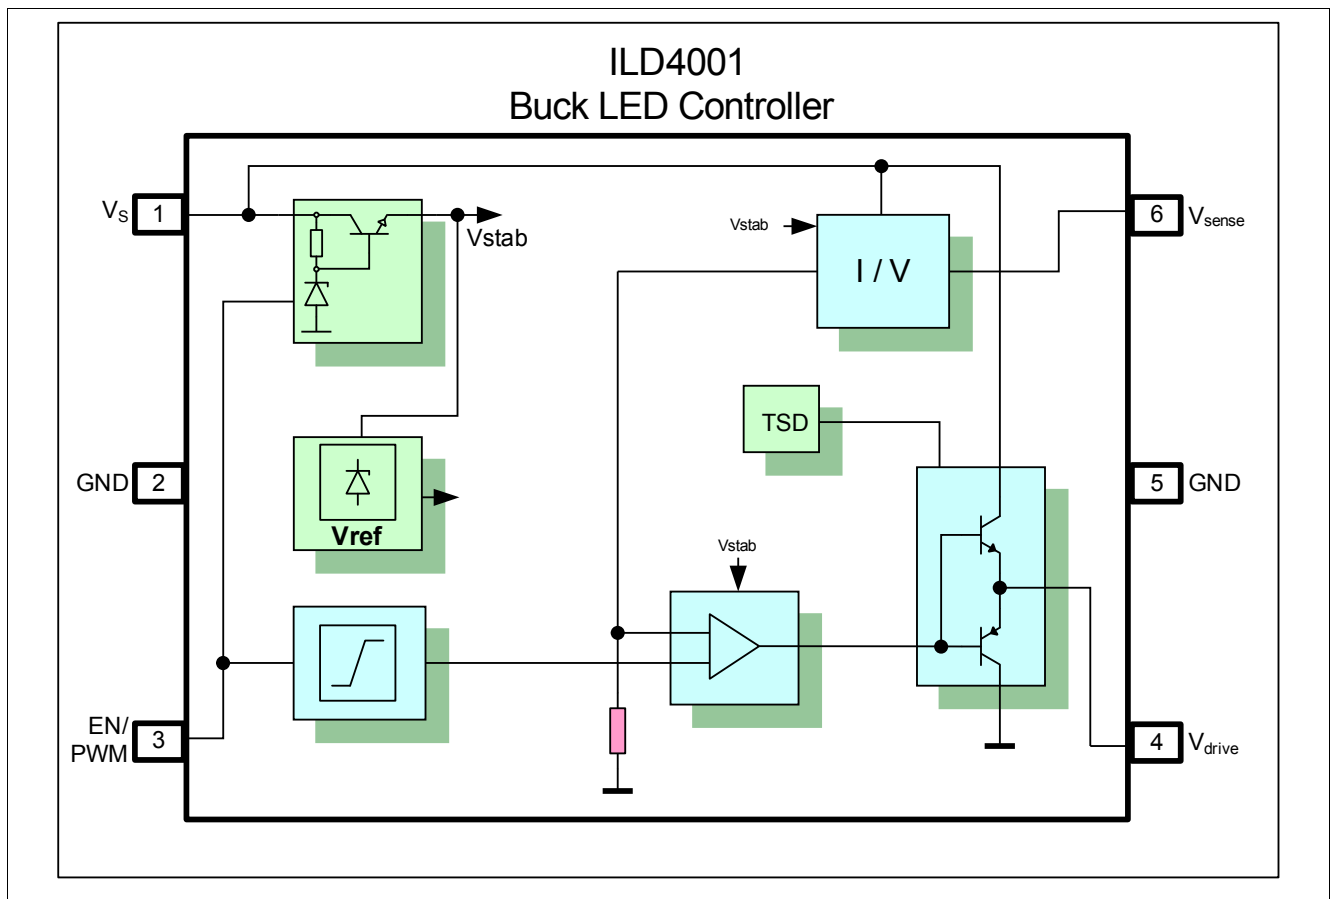 ILD4001
Buck LED Controller
VS
1
Vstab
Vstab
I / V
6
Vsense
TSD
GND
2
Vref
5
GND
Vstab
EN/
PWM
3
4
Vdrive